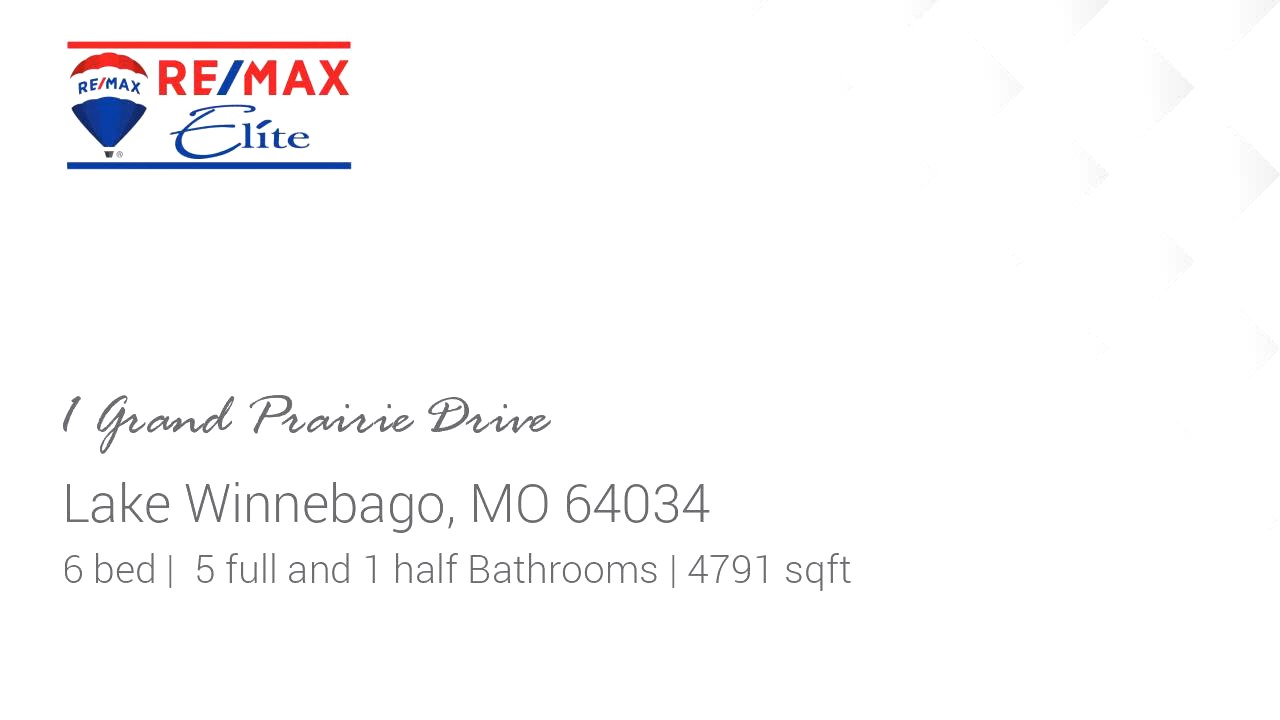 RE/MAX
RE/MAX
Elite
®
1 Grand Prairie Drive
Lake Winnebago, MO 64034
6 bed | 5 full and 1 half Bathrooms | 4791 sqft